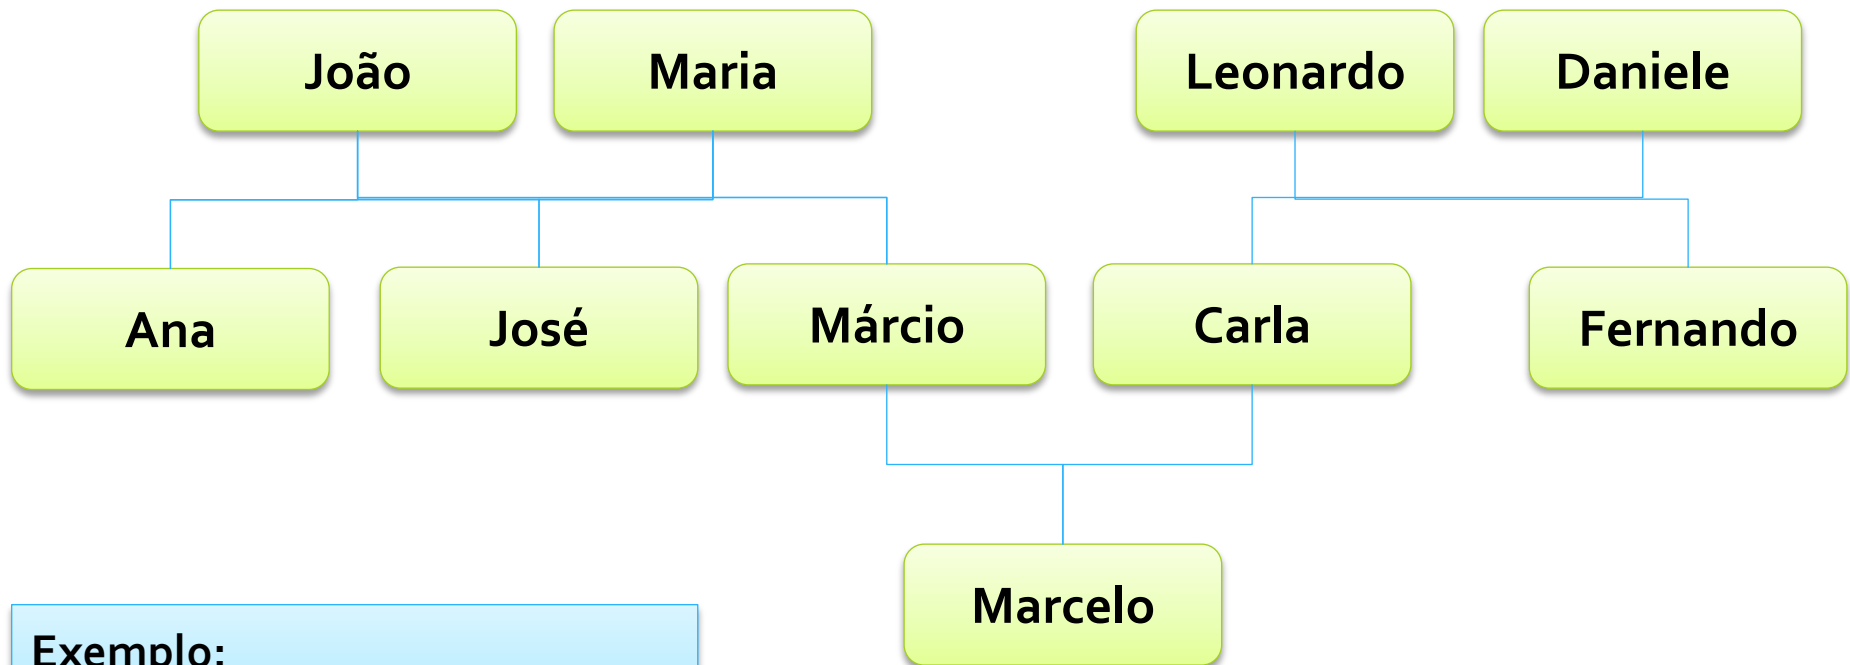 João
Maria
Leonardo
Daniele
Ana
José
Márcio
Carla
Fernando
Marcelo
Exemplo: